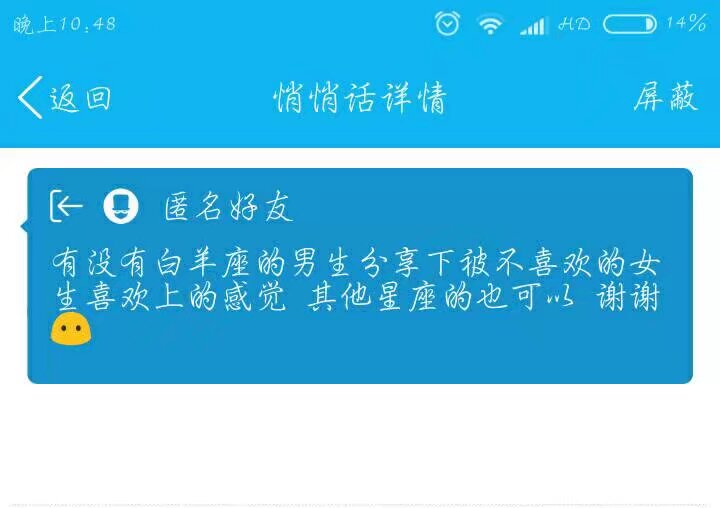 晚上10:48 HD 14%
返回 悄悄话详情 屏蔽
匿名好友
有没有白羊座的男生分享下被不喜欢的女
生喜欢上的感觉 其他星座的也可以 谢谢